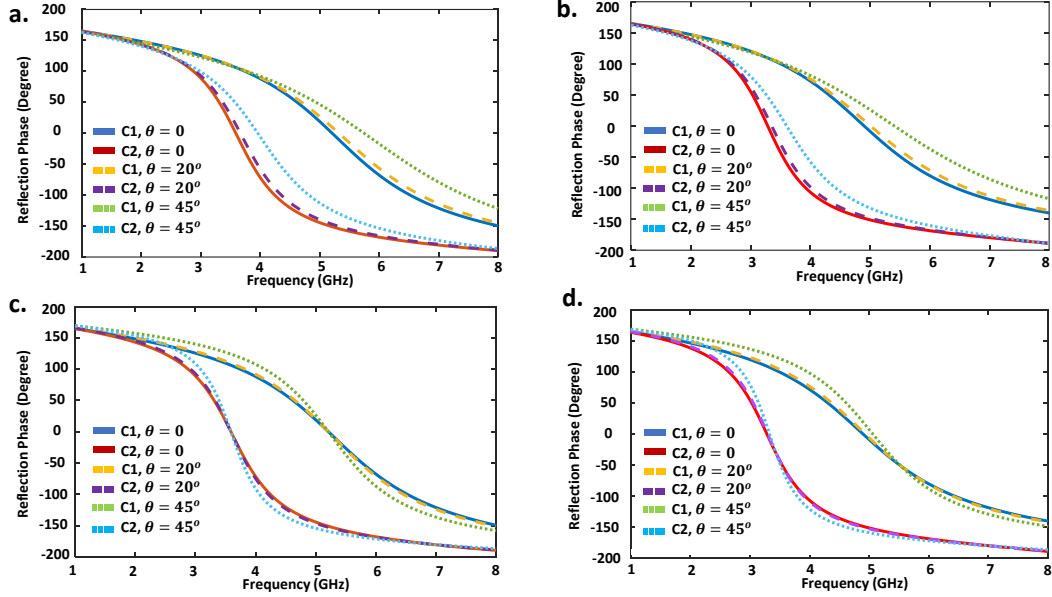 a.
Reflection Phase (Degree)
200
150
100
50
0
-50
-100
-150
-200
C1, θ = 0
C2, θ = 0
C1, θ = 20°
C2, θ = 20°
C1, θ = 45°
C2, θ = 45°
1 2 3 4 5 6 7 8
Frequency (GHz)
b.
Reflection Phase (Degree)
200
150
100
50
0
-50
-100
-150
-200
C1, θ = 0
C2, θ = 0
C1, θ = 20°
C2, θ = 20°
C1, θ = 45°
C2, θ = 45°
1 2 3 4 5 6 7 8
Frequency (GHz)
c.
Reflection Phase (Degree)
200
150
100
50
0
-50
-100
-150
200
C1, θ = 0
C2, θ = 0
C1, θ = 20°
C2, θ = 20°
C1, θ = 45°
C2, θ = 45°
1 2 3 4 5 6 7 8
Frequency (GHz)
d.
Reflection Phase (Degree)
200
150
100
50
0
-50
-100
-150
-200
C1, θ = 0
C2, θ = 0
C1, θ = 20°
C2, θ = 20°
C1, θ = 45°
C2, θ = 45°
1 2 3 4 5 6 7 8
Frequency (GHz)